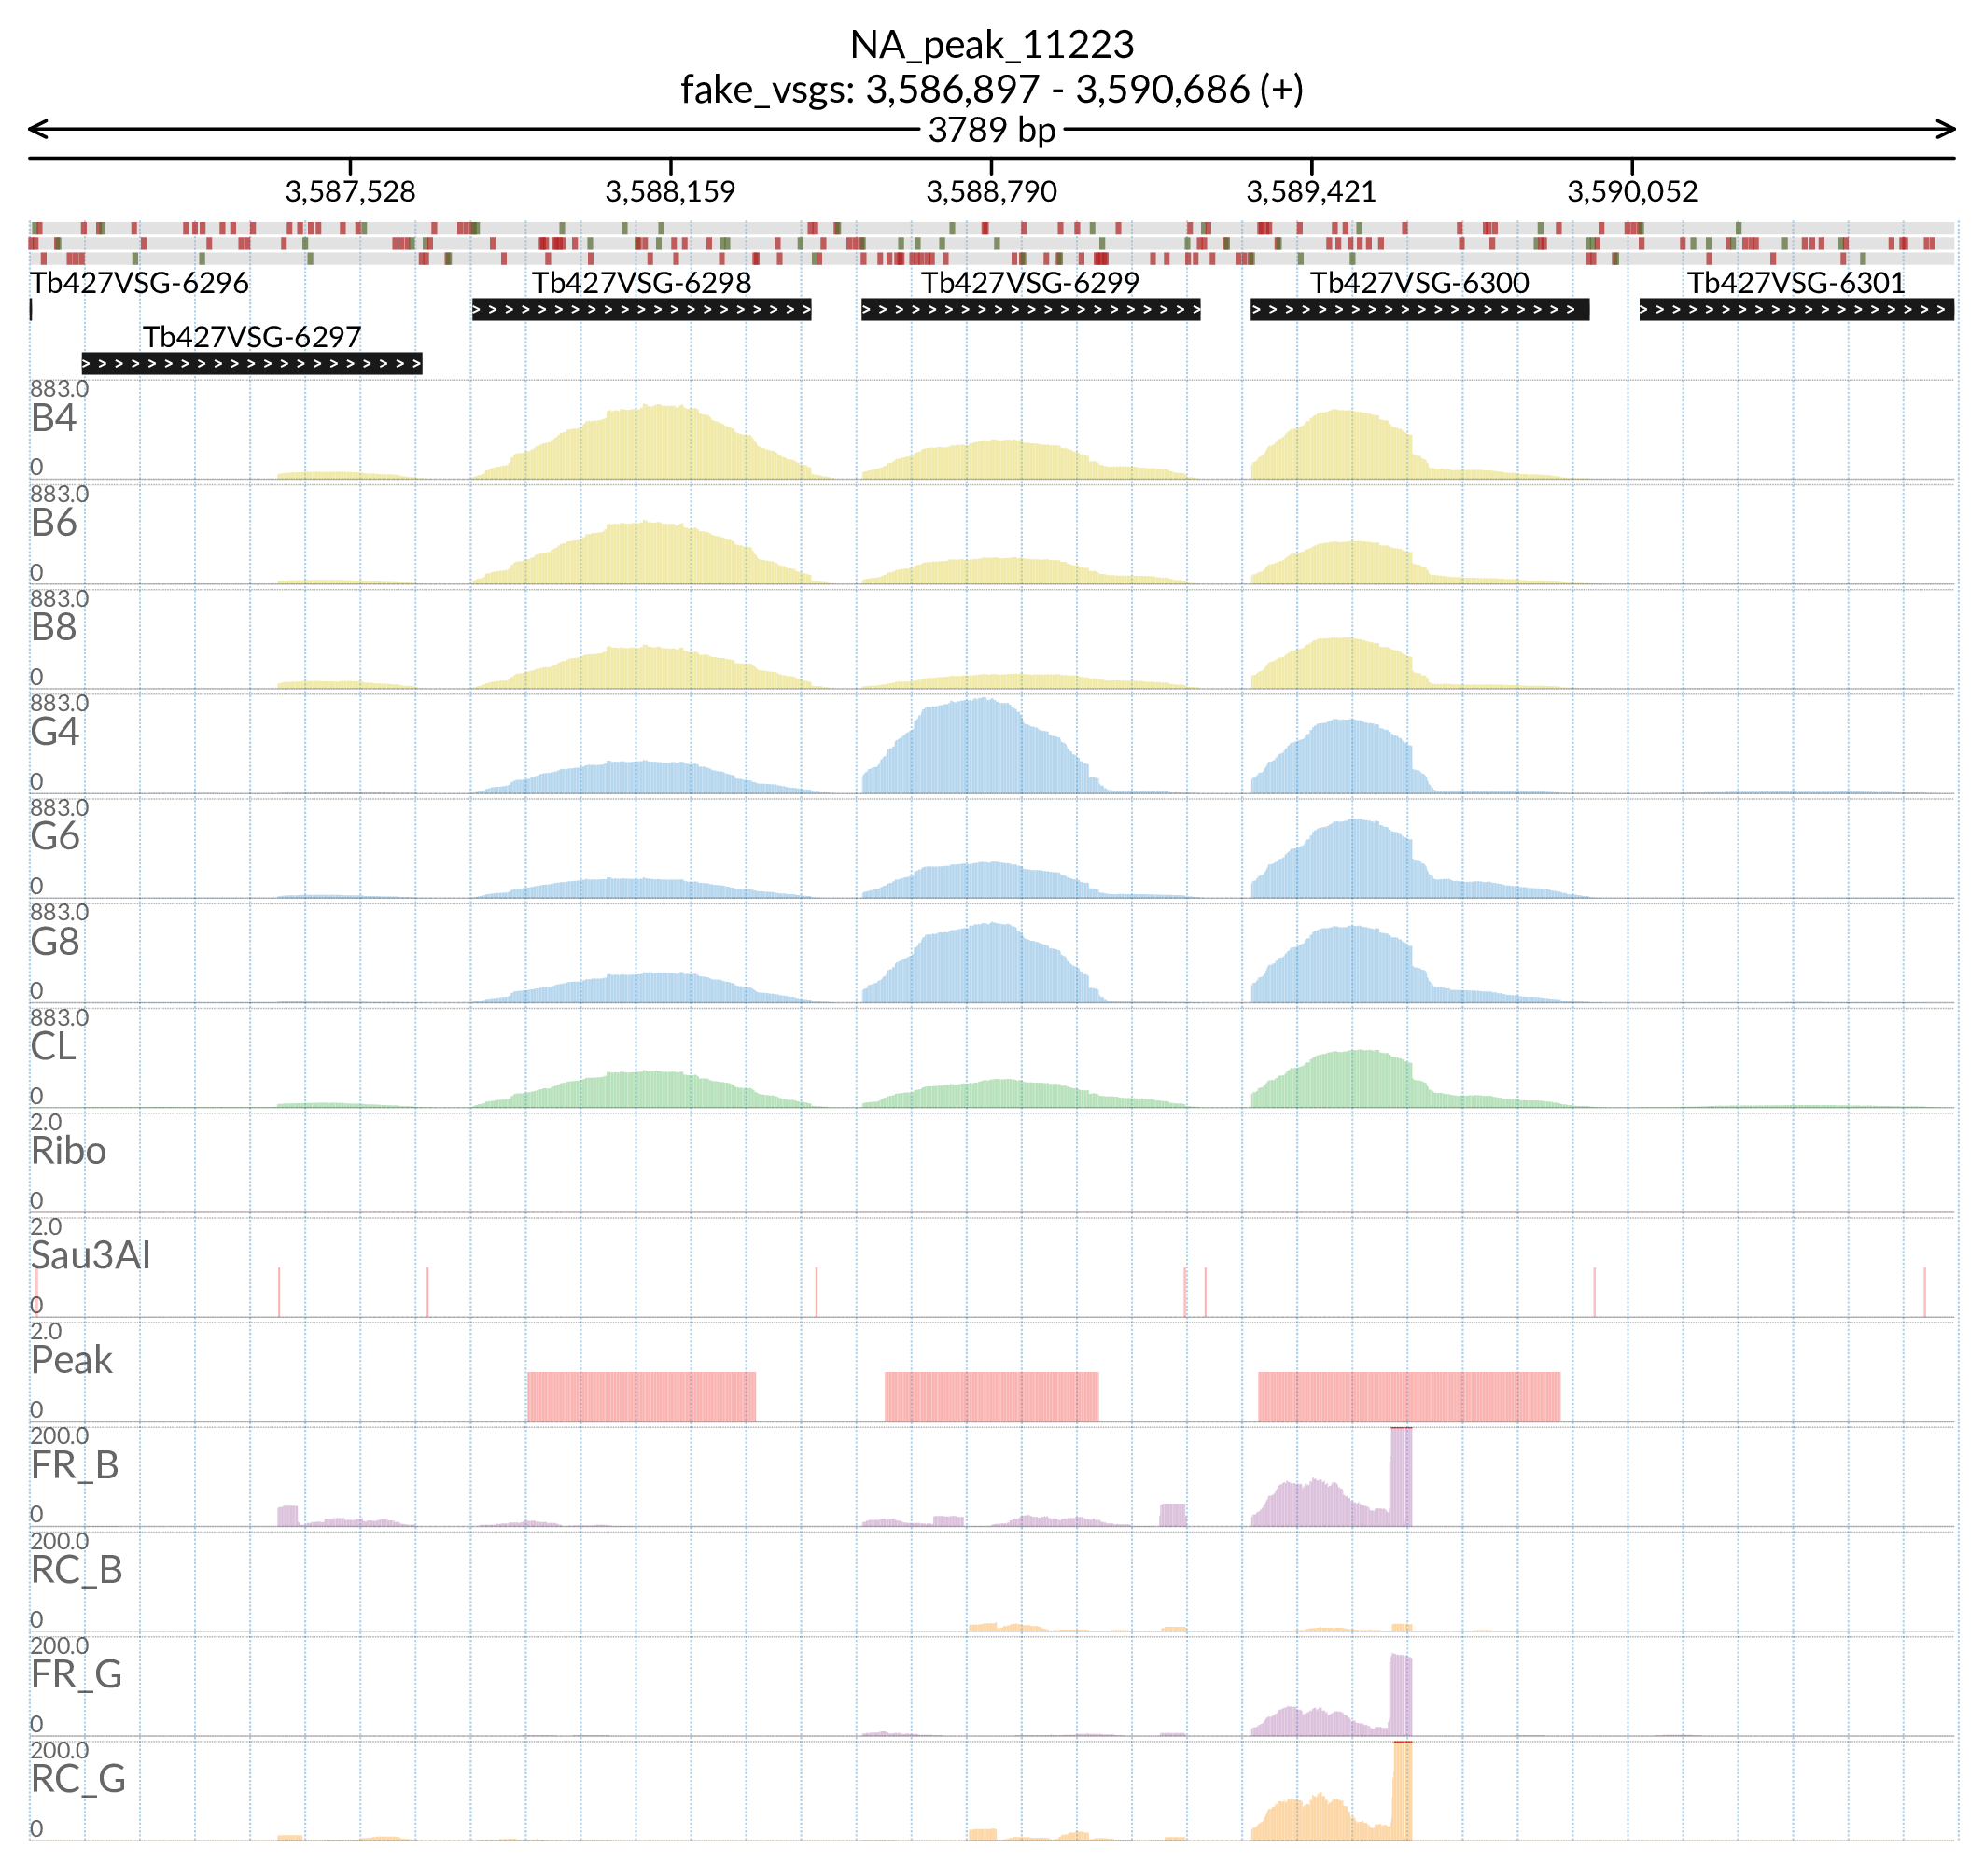 NA_peak_11223
fake_vsgs: 3,586,897 - 3,590,686 (+)
3789 bp
3,587,528 3,588,159 3,588,790 3,589,421 3,590,052
Tb427VSG-6296 Tb427VSG-6298 Tb427VSG-6299 Tb427VSG-6300 Tb427VSG-6301
Tb427VSG-6297
883.0
B4
0
883.0
B6
0
883.0
B8
0
883.0
G4
0
883.0
G6
0
883.0
G8
0
883.0
CL
0
2.0
Ribo
0
2.0
Sau3AI
0
2.0
Peak
0
200.0
FR_B
0
200.0
RC_B
0
200.0
FR_G
0
200.0
RC_G
0